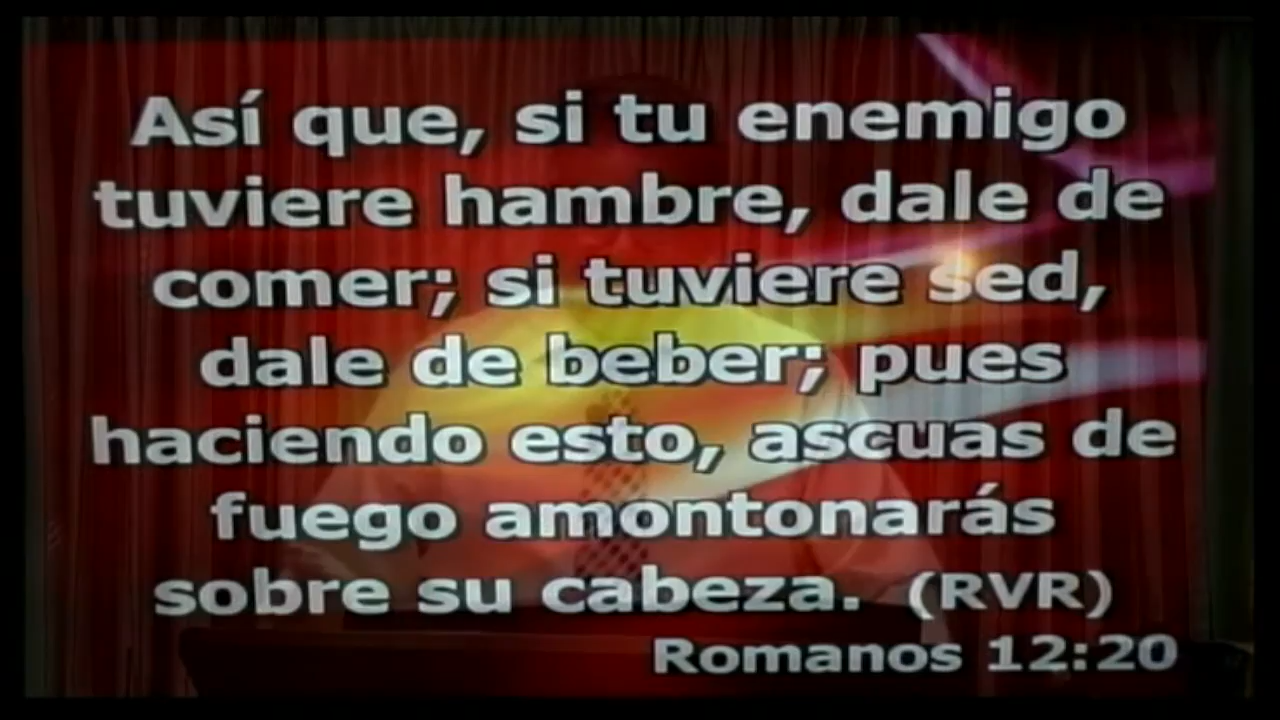 Así que, si tu enemigo
tuviere hambre, dale de
comer; si tuviere sed,
dale de beber; pues
haciendo esto, ascuas de
fuego amontonarás
sobre su cabeza. (RVR)
Romanos 12:20